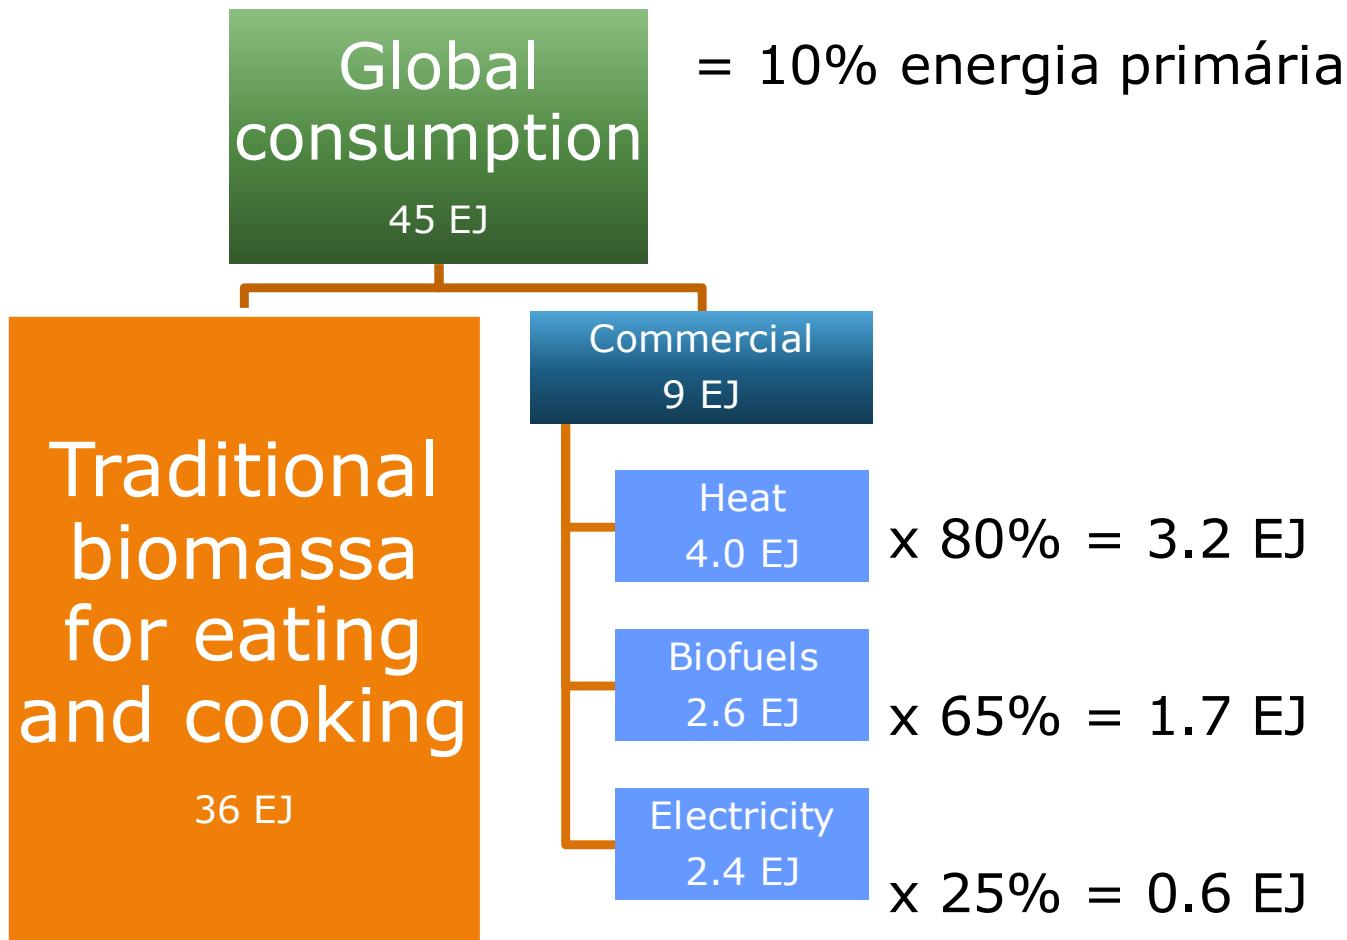 Global
consumption
45 EJ
= 10% energia primária
Traditional
biomassa
for eating
and cooking
36 EJ
Commercial
9 EJ
Heat
4.0 EJ
x 80% = 3.2 EJ
Biofuels
2.6 EJ
x 65% = 1.7 EJ
Electricity
2.4 EJ
x 25% = 0.6 EJ